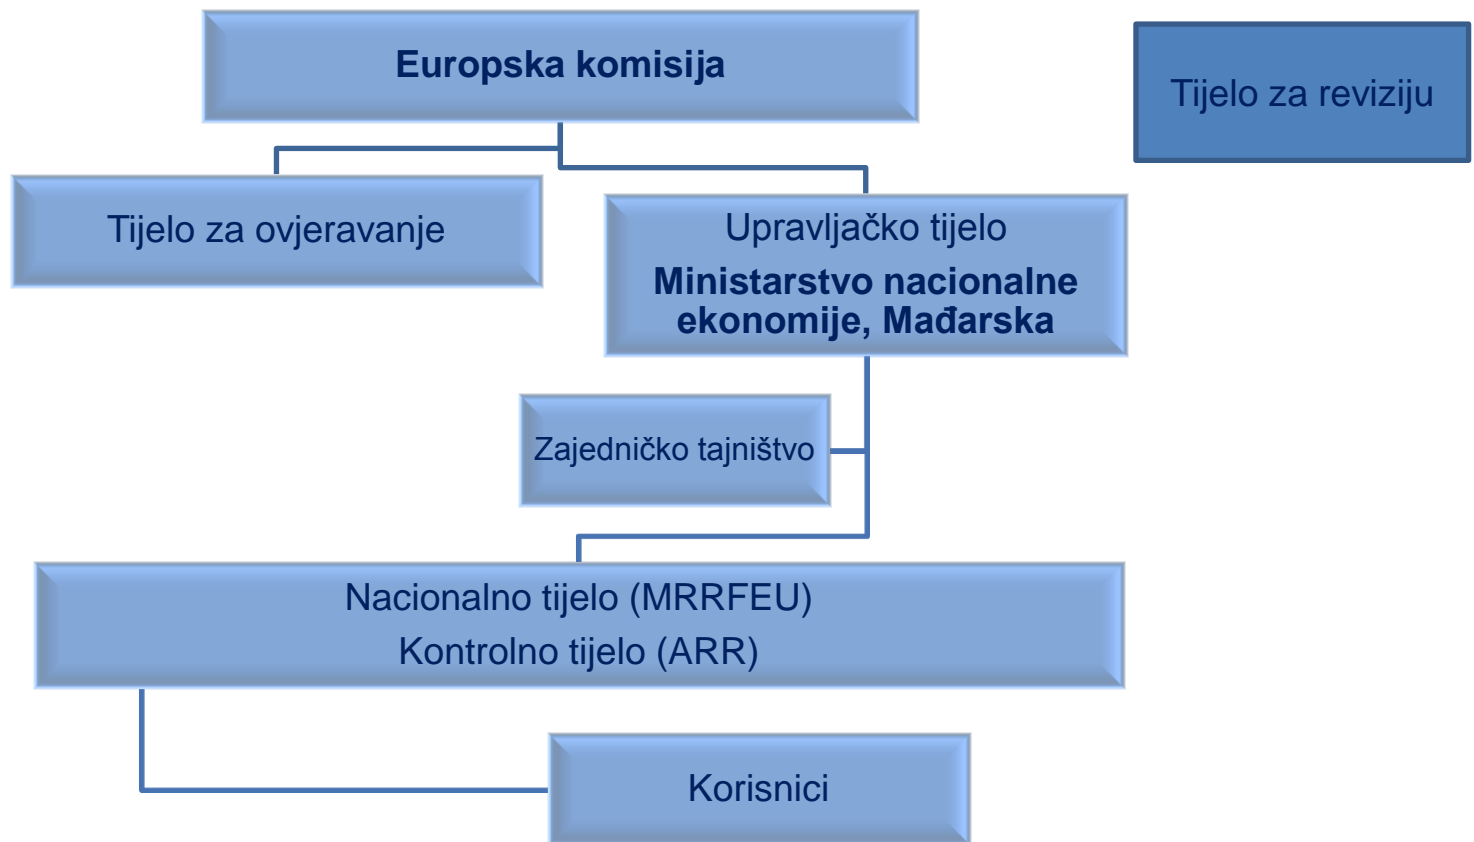 Europska komisija
Tijelo za reviziju
Tijelo za ovjeravanje
Upravljačko tijelo
Ministarstvo nacionalne
ekonomije, Mađarska
Zajedničko tajništvo
Nacionalno tijelo (MRRFEU)
Kontrolno tijelo (ARR)
Korisnici